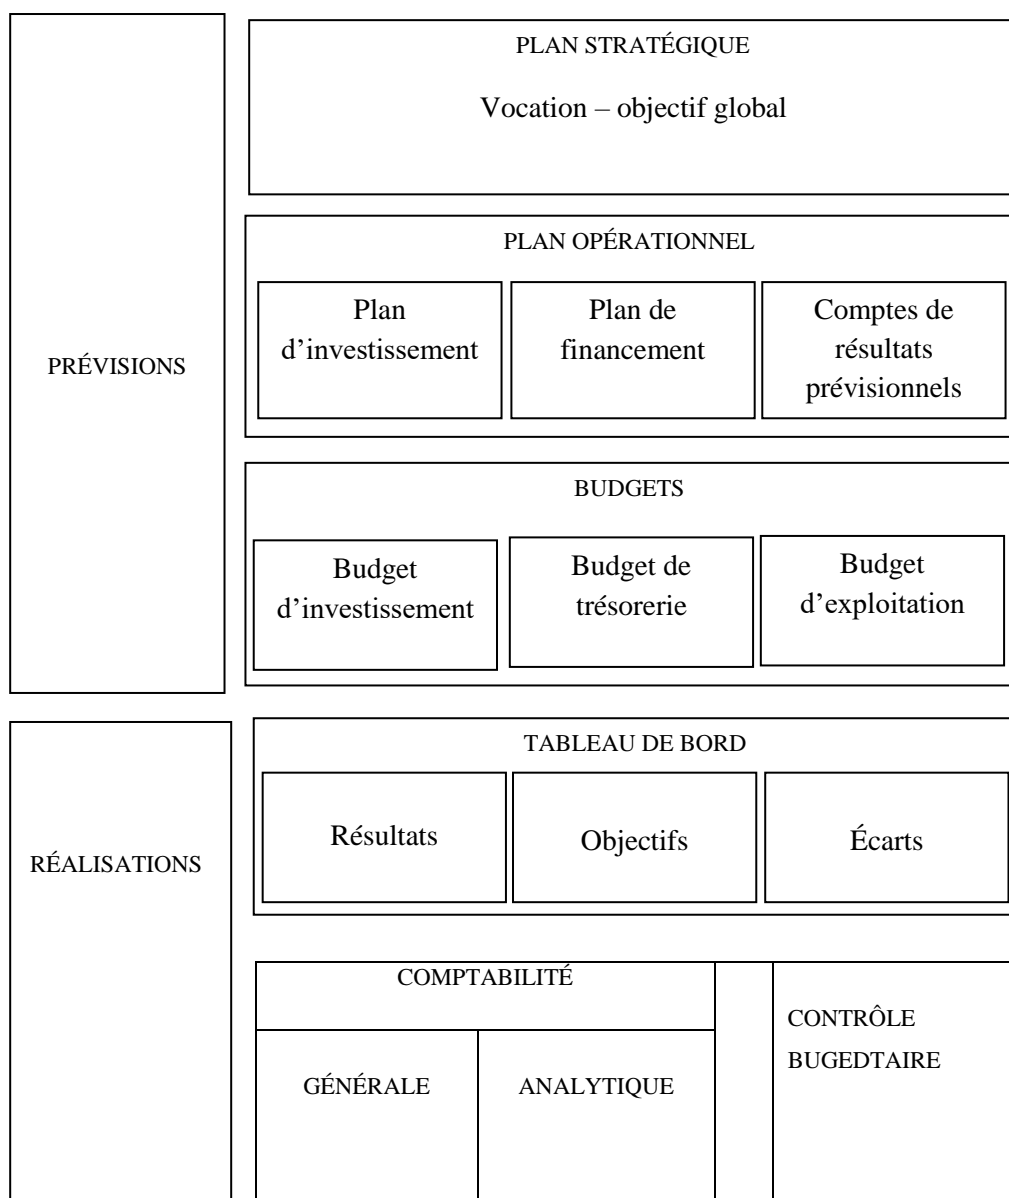 PLAN STRATÉGIQUE
Vocation – objectif global
PRÉVISIONS
PLAN OPÉRATIONNEL
Plan
d’investissement
Plan de
financement
Comptes de
résultats
prévisionnels
BUDGETS
Budget
d’investissement
Budget de
trésorerie
Budget
d’exploitation
RÉALISATIONS
TABLEAU DE BORD
Résultats
Objectifs
Écarts
COMPTABILITÉ
GÉNÉRALE
ANALYTIQUE
CONTRÔLE
BUGEDTAIRE